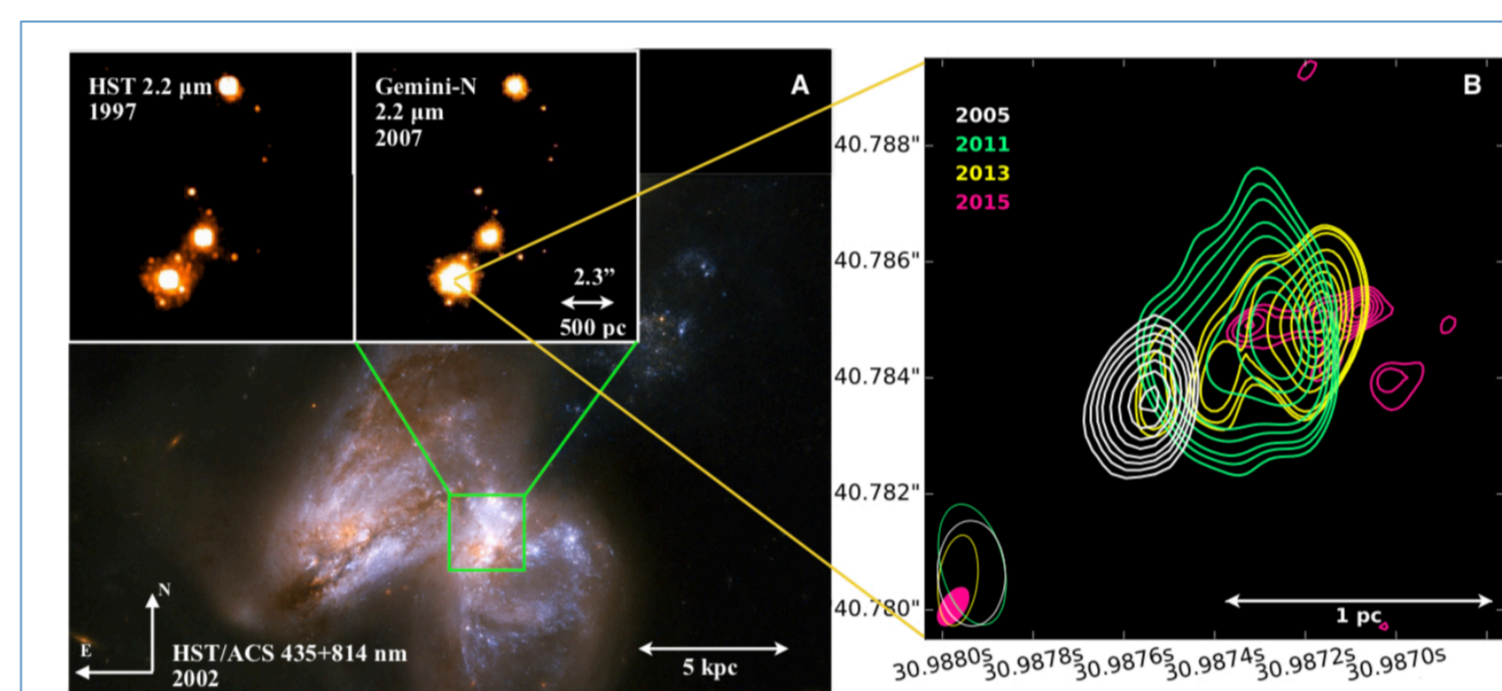 HST 2.2 μm
1997
Gemini-N
2.2 μm
2007
2.3”
500 pc
A
N
E
HST/ACS 435+814 nm
2002
5 kpc
B
2005
2011
2013
2015
40.788"
40.786"
40.784"
40.782"
40.780"
1 pc
30.9880s 30.9878s 30.9876s 30.9874s 30.9872s 30.9870s